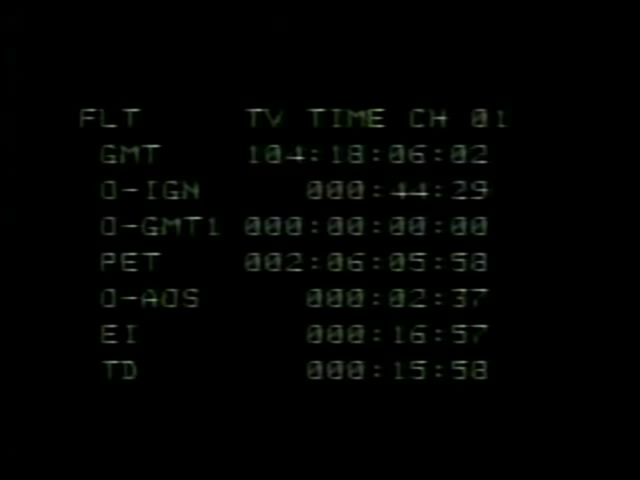 FLT TV TIME CH 01
GMT 104:18:06:02
O-IGN 000:44:29
O-GMT1 000:00:00:00
PET 002:06:05:58
O-AOS 000:02:37
EI 000:16:57
TD 000:15:58